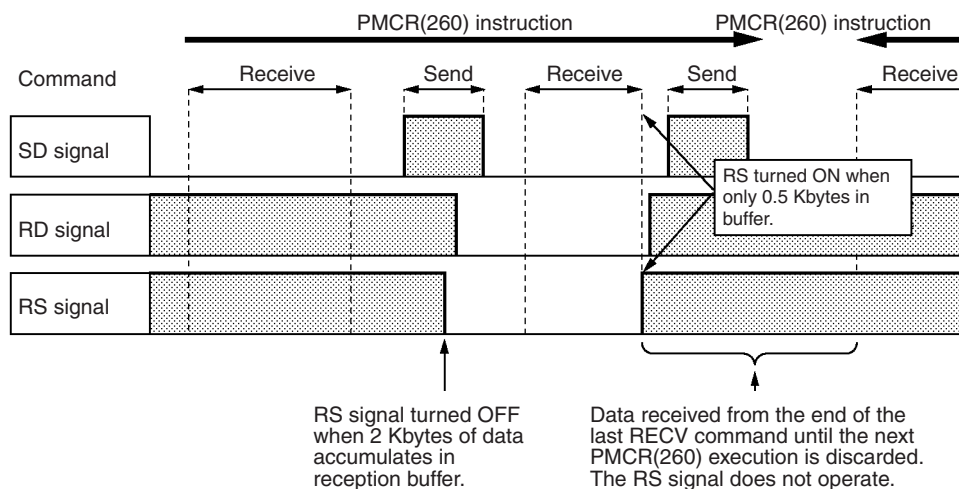 PMCR(260) instruction
PMCR(260) instruction
Command
Receive
Send
Receive
Send
Receive
SD signal
RS turned ON when
only 0.5 Kbytes in
buffer.
RD signal
RS signal
RS signal turned OFF
when 2 Kbytes of data
accumulates in
reception buffer.
Data received from the end of the
last RECV command until the next
PMCR(260) execution is discarded.
The RS signal does not operate.